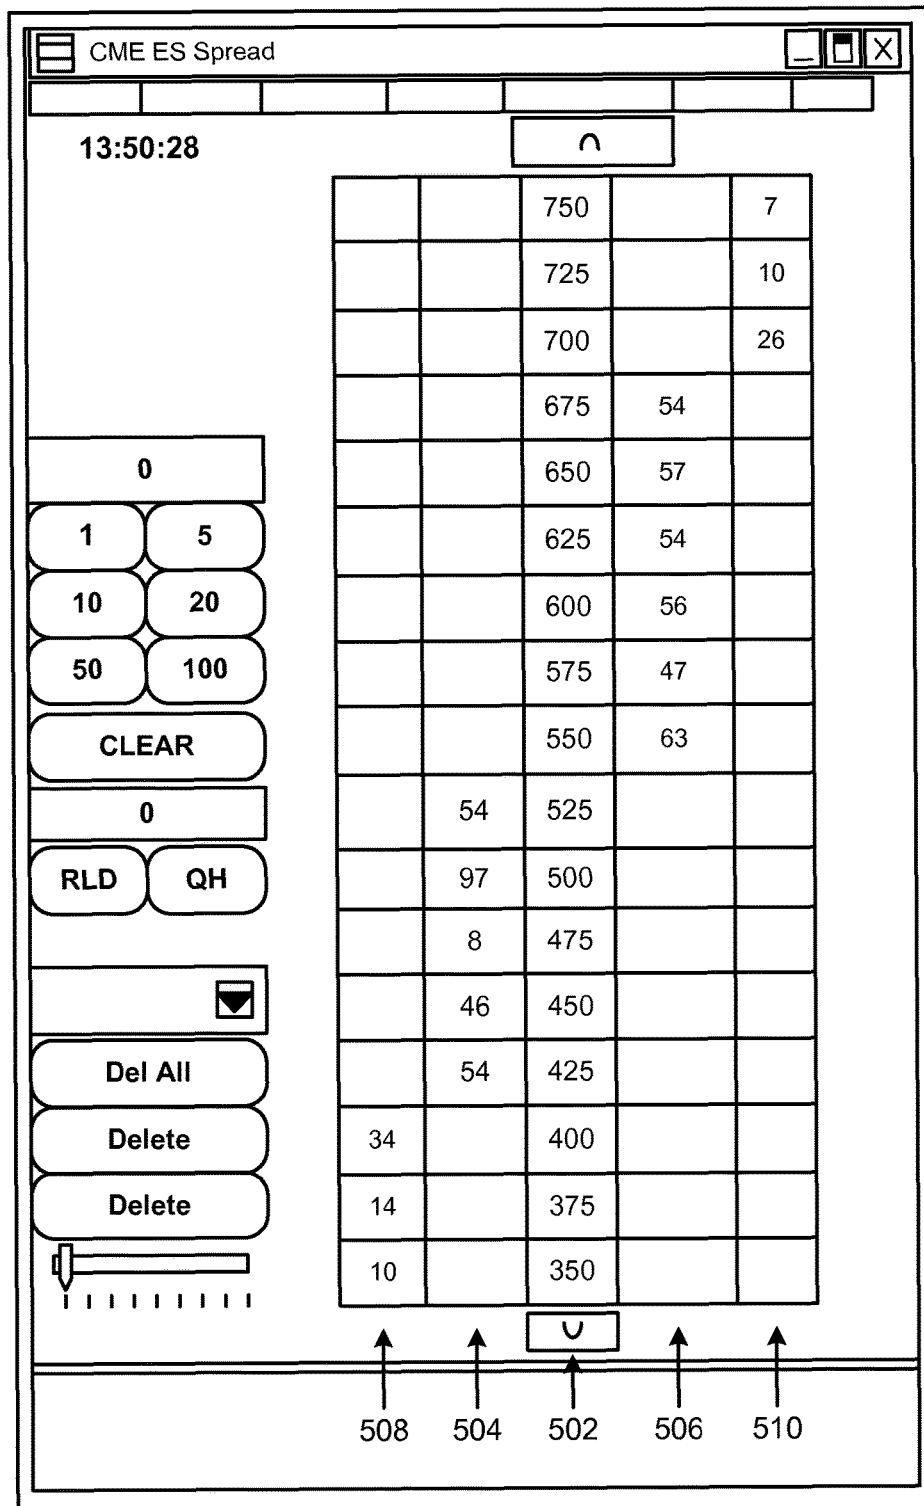 CME ES Spread
X
13:50:28
750 7
725 10
700 26
675 54
0 650 57
1 5 625 54
10 20 600 56
50 100 575 47
CLEAR 550 63
0 54 525
RLD QH 97 500
8 475
46 450
Del All 54 425
Delete 34 400
Delete 14 375
10 350
508 504 502 506 510